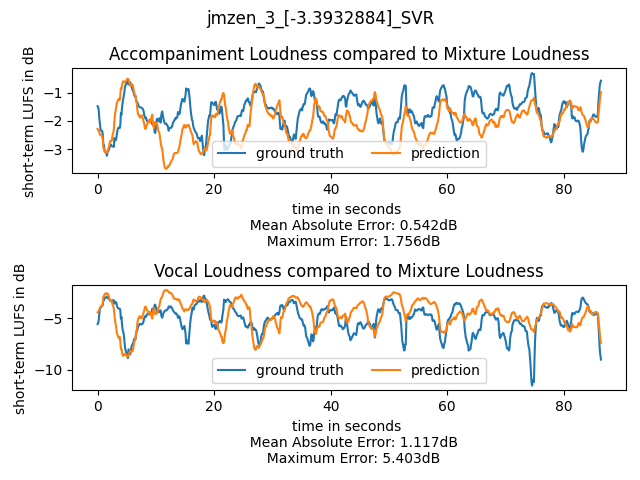 jmzen_3_[-3.3932884]_SVR
Accompaniment Loudness compared to Mixture Loudness
short-term LUFS in dB
−1
−2
−3
ground truth
prediction
0
20
40
60
80
time in seconds
Mean Absolute Error: 0.542dB
Maximum Error: 1.756dB
Vocal Loudness compared to Mixture Loudness
short-term LUFS in dB
−5
−10
ground truth
prediction
0
20
40
60
80
time in seconds
Mean Absolute Error: 1.117dB
Maximum Error: 5.403dB